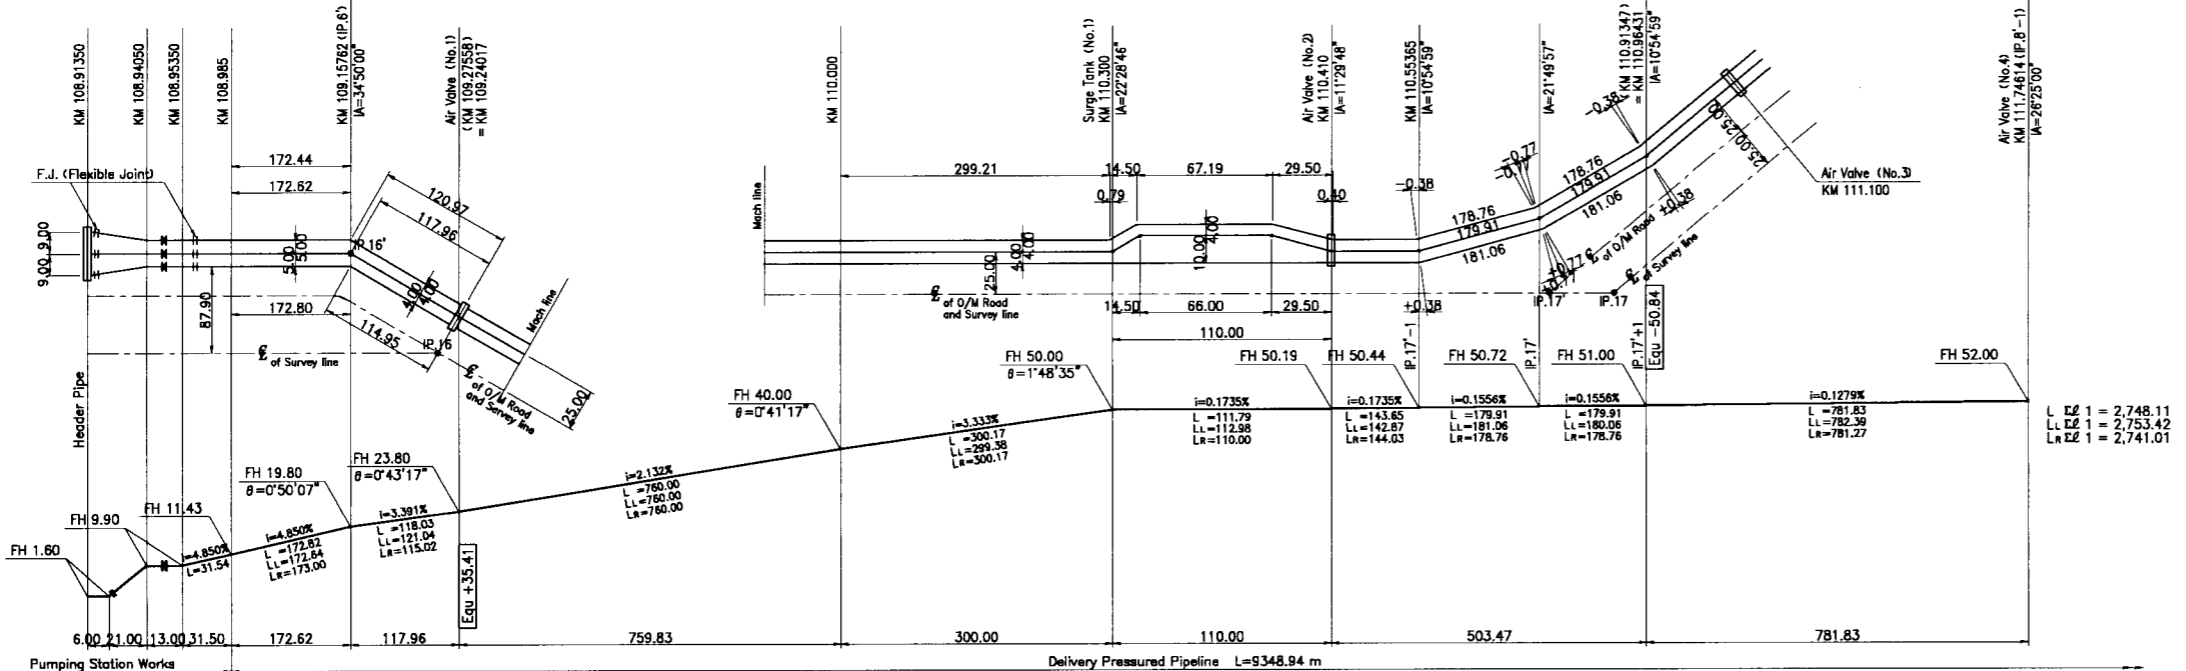 KM 108.91350
KM 108.94050
KM 108.95350
KM 108.985
KM 109.15762 (IP.6')
IA=34°50'00"
Air Valve (No.1)
(KM 109.27558)
= KM 109.24017
KM 110.000
Surge Tank (No.1)
KM 110.300
IA=22°28'46"
Air Valve (No.2)
KM 110.410
IA=11°29'48"
KM 110.55365
IA=10°54'59"
IA=21°49'57"
(KM 110.91347)
= KM 110.96431
IA=10°54'59"
Air Valve (No.4)
KM 111.74614 (IP.8'-1)
IA=26°25'00"
F.J. (Flexible Joint)
172.44
172.62
120.97
117.96
9.00 9.00
9.00
5.00
5.00
IP.16'
4.00
4.00
87.90
172.80
114.95
IP.16
Mach line
℄ of Survey line
℄ of O/M Road
and Survey line
25.00
Header Pipe
Mach line
299.21
14.50
67.19
29.50
0.79
0.40
4.00
4.00
25.00
10.00
4.00
℄ of O/M Road
and Survey line
14.50
66.00
29.50
110.00
-0.38
+0.38
-0.77
-0.77
+0.77
+0.77
-0.38
+0.38
178.76
179.91
181.06
178.76
179.91
181.06
25.00
25.00
Air Valve (No.3)
KM 111.100
℄ of O/M Road
℄ of Survey line
IP.17'
IP.17
IP.17'-1
IP.17'
IP.17'+1
Equ -50.84
FH 1.60
FH 9.90
FH 11.43
FH 19.80
θ=0°50'07"
FH 23.80
θ=0°43'17"
FH 40.00
θ=0°41'17"
FH 50.00
θ=1°48'35"
FH 50.19
FH 50.44
FH 50.72
FH 51.00
FH 52.00
i=4.850%
L=31.54
i=4.850%
L =172.82
LL=172.64
LR=173.00
i=3.391%
L =118.03
LL=121.04
LR=115.02
Equ +35.41
i=2.132%
L =760.00
LL=760.00
LR=760.00
i=3.333%
L =300.17
LL=299.38
LR=300.17
i=0.1735%
L =111.79
LL=112.98
LR=110.00
i=0.1735%
L =143.65
LL=142.87
LR=144.03
i=0.1556%
L =179.91
LL=181.06
LR=178.76
i=0.1556%
L =179.91
LL=180.06
LR=178.76
i=0.1279%
L =781.83
LL=782.39
LR=781.27
1 = 2,748.11
1 = 2,753.42
1 = 2,741.01
6.00 21.00 13.00 31.50 172.62 117.96 759.83 300.00 110.00 503.47 781.83
Pumping Station Works
Delivery Pressured Pipeline L=9348.94 m